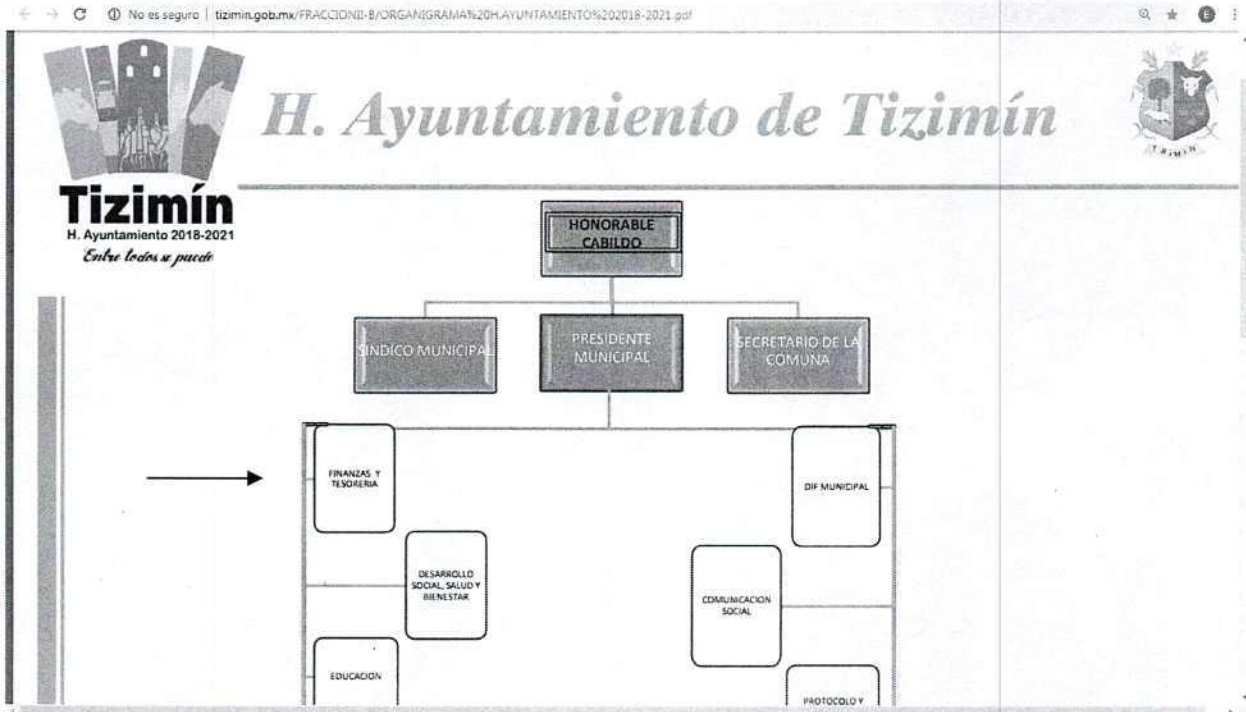 No es seguro | tizimin.gob.mx/FRACCIONII-B/ORGANIGRAMA%20H.AYUNTAMIENTO%202018-2021.pdf
E
H. Ayuntamiento de Tizimín
TIZIMIN
Tizimín
H. Ayuntamiento 2018-2021
Entre todos se puede
HONORABLE
CABILDO
SINDICO MUNICIPAL
PRESIDENTE
MUNICIPAL
SECRETARIO DE LA
COMUNA
FINANZAS Y
TESORERIA
DIF MUNICIPAL
DESARROLLO
SOCIAL, SALUD Y
BIENESTAR
COMUNICACION
SOCIAL
EDUCACION
PROTOCOLO Y